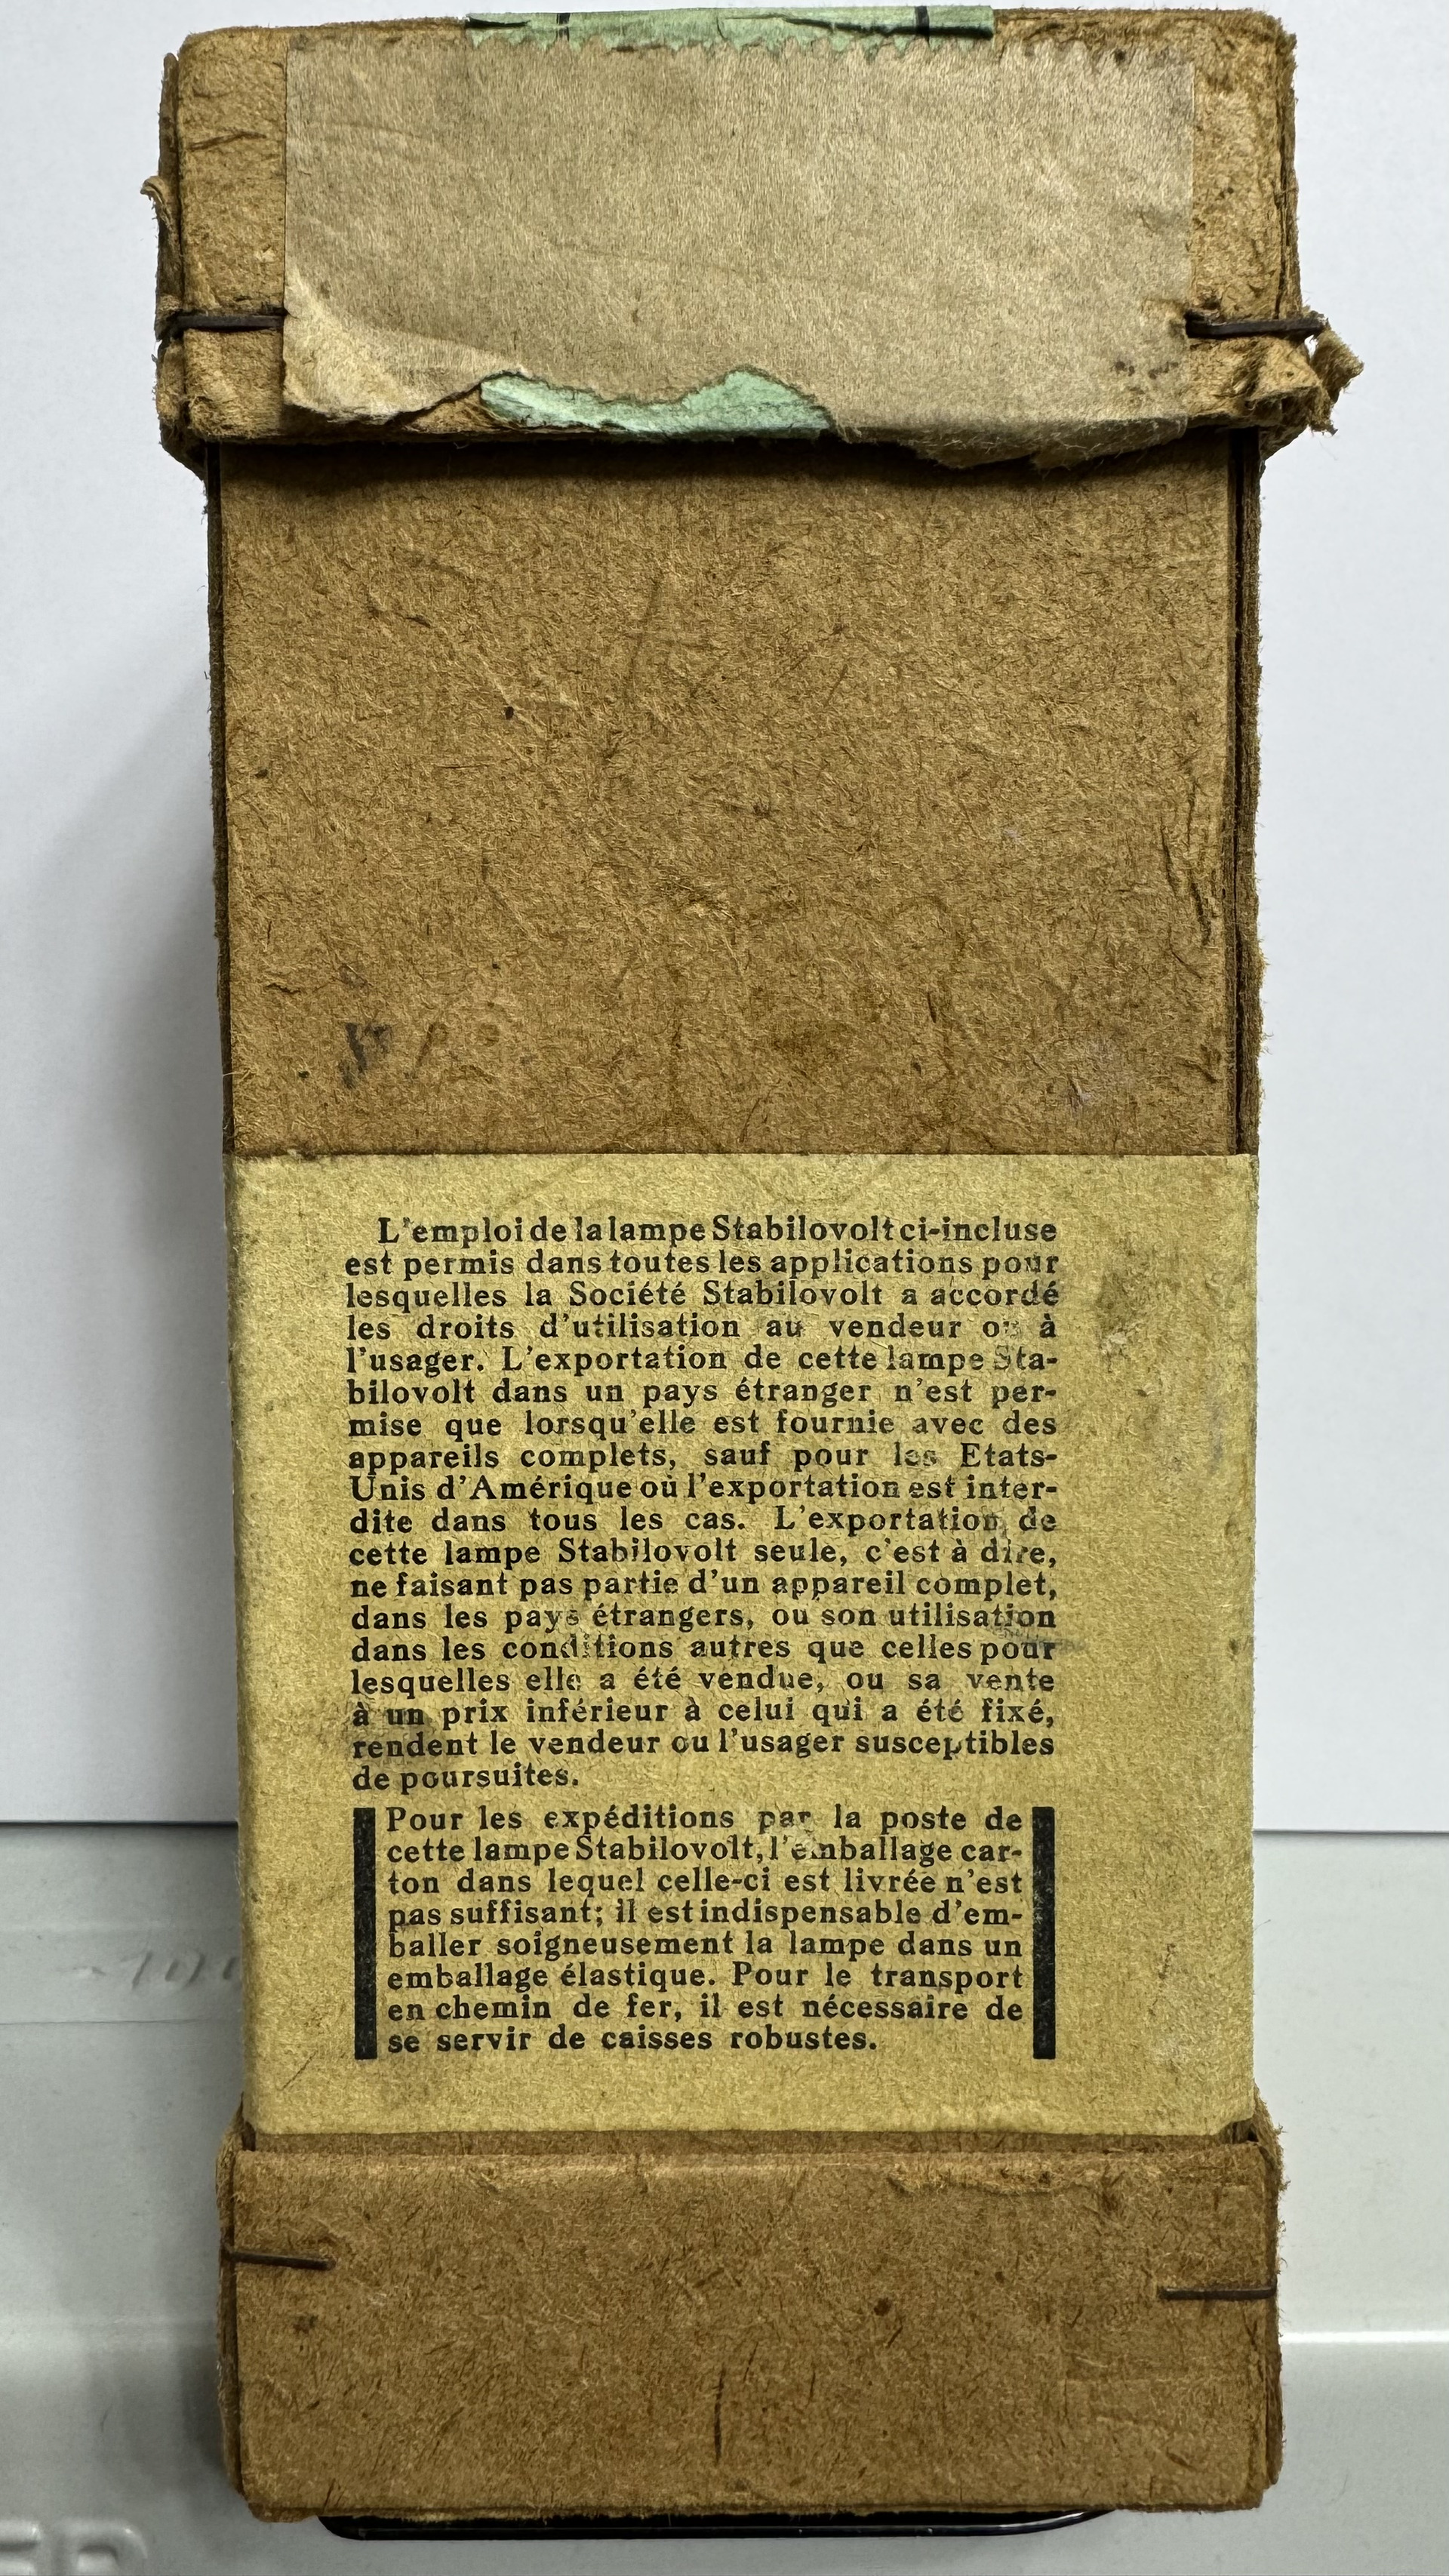 L'emploi de la lampe Stabilovolt ci-incluse
est permis dans toutes les applications pour
lesquelles la Société Stabilovolt a accordé
les droits d'utilisation au vendeur ou à
l'usager. L'exportation de cette lampe Sta-
bilovolt dans un pays étranger n'est per-
mise que lorsqu'elle est fournie avec des
appareils complets, sauf pour les Etats-
Unis d'Amérique où l'exportation est inter-
dite dans tous les cas. L'exportation de
cette lampe Stabilovolt seule, c'est à dire,
ne faisant pas partie d'un appareil complet,
dans les pays étrangers, ou son utilisation
dans les conditions autres que celles pour
lesquelles elle a été vendue, ou sa vente
à un prix inférieur à celui qui a été fixé,
rendent le vendeur ou l'usager susceptibles
de poursuites.
Pour les expéditions par la poste de
cette lampe Stabilovolt, l'emballage car-
ton dans lequel celle-ci est livrée n'est
pas suffisant; il est indispensable d'em-
baller soigneusement la lampe dans un
emballage élastique. Pour le transport
en chemin de fer, il est nécessaire de
se servir de caisses robustes.